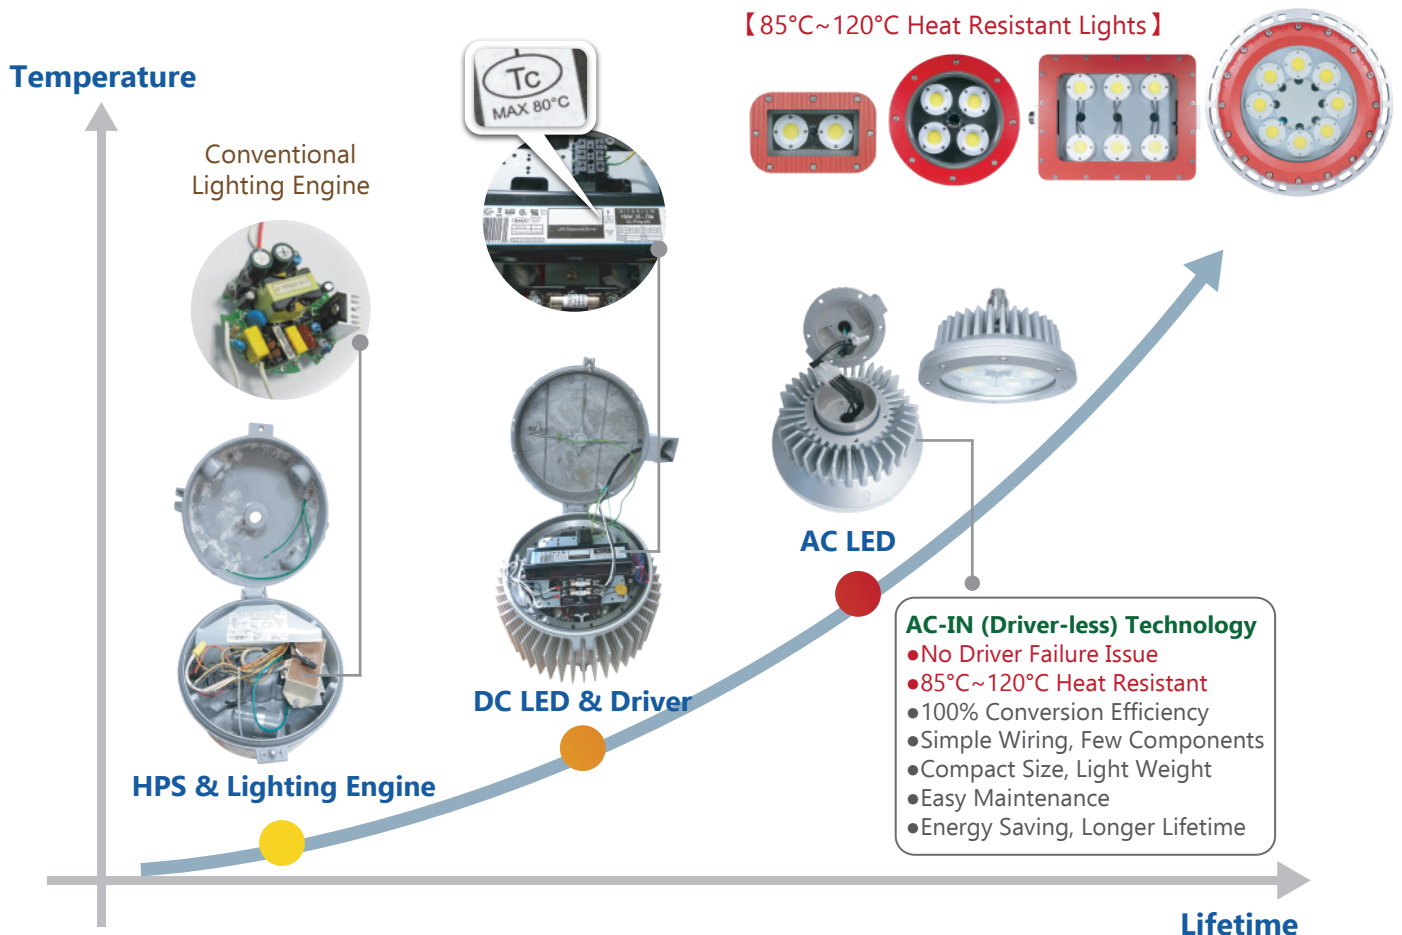 【85°C~120°C Heat Resistant Lights】
Temperature
Tc
MAX 80°C
Conventional
Lighting Engine
AC LED
AC-IN (Driver-less) Technology
●No Driver Failure Issue
●85°C~120°C Heat Resistant
●100% Conversion Efficiency
●Simple Wiring, Few Components
●Compact Size, Light Weight
●Easy Maintenance
●Energy Saving, Longer Lifetime
DC LED & Driver
HPS & Lighting Engine
Lifetime